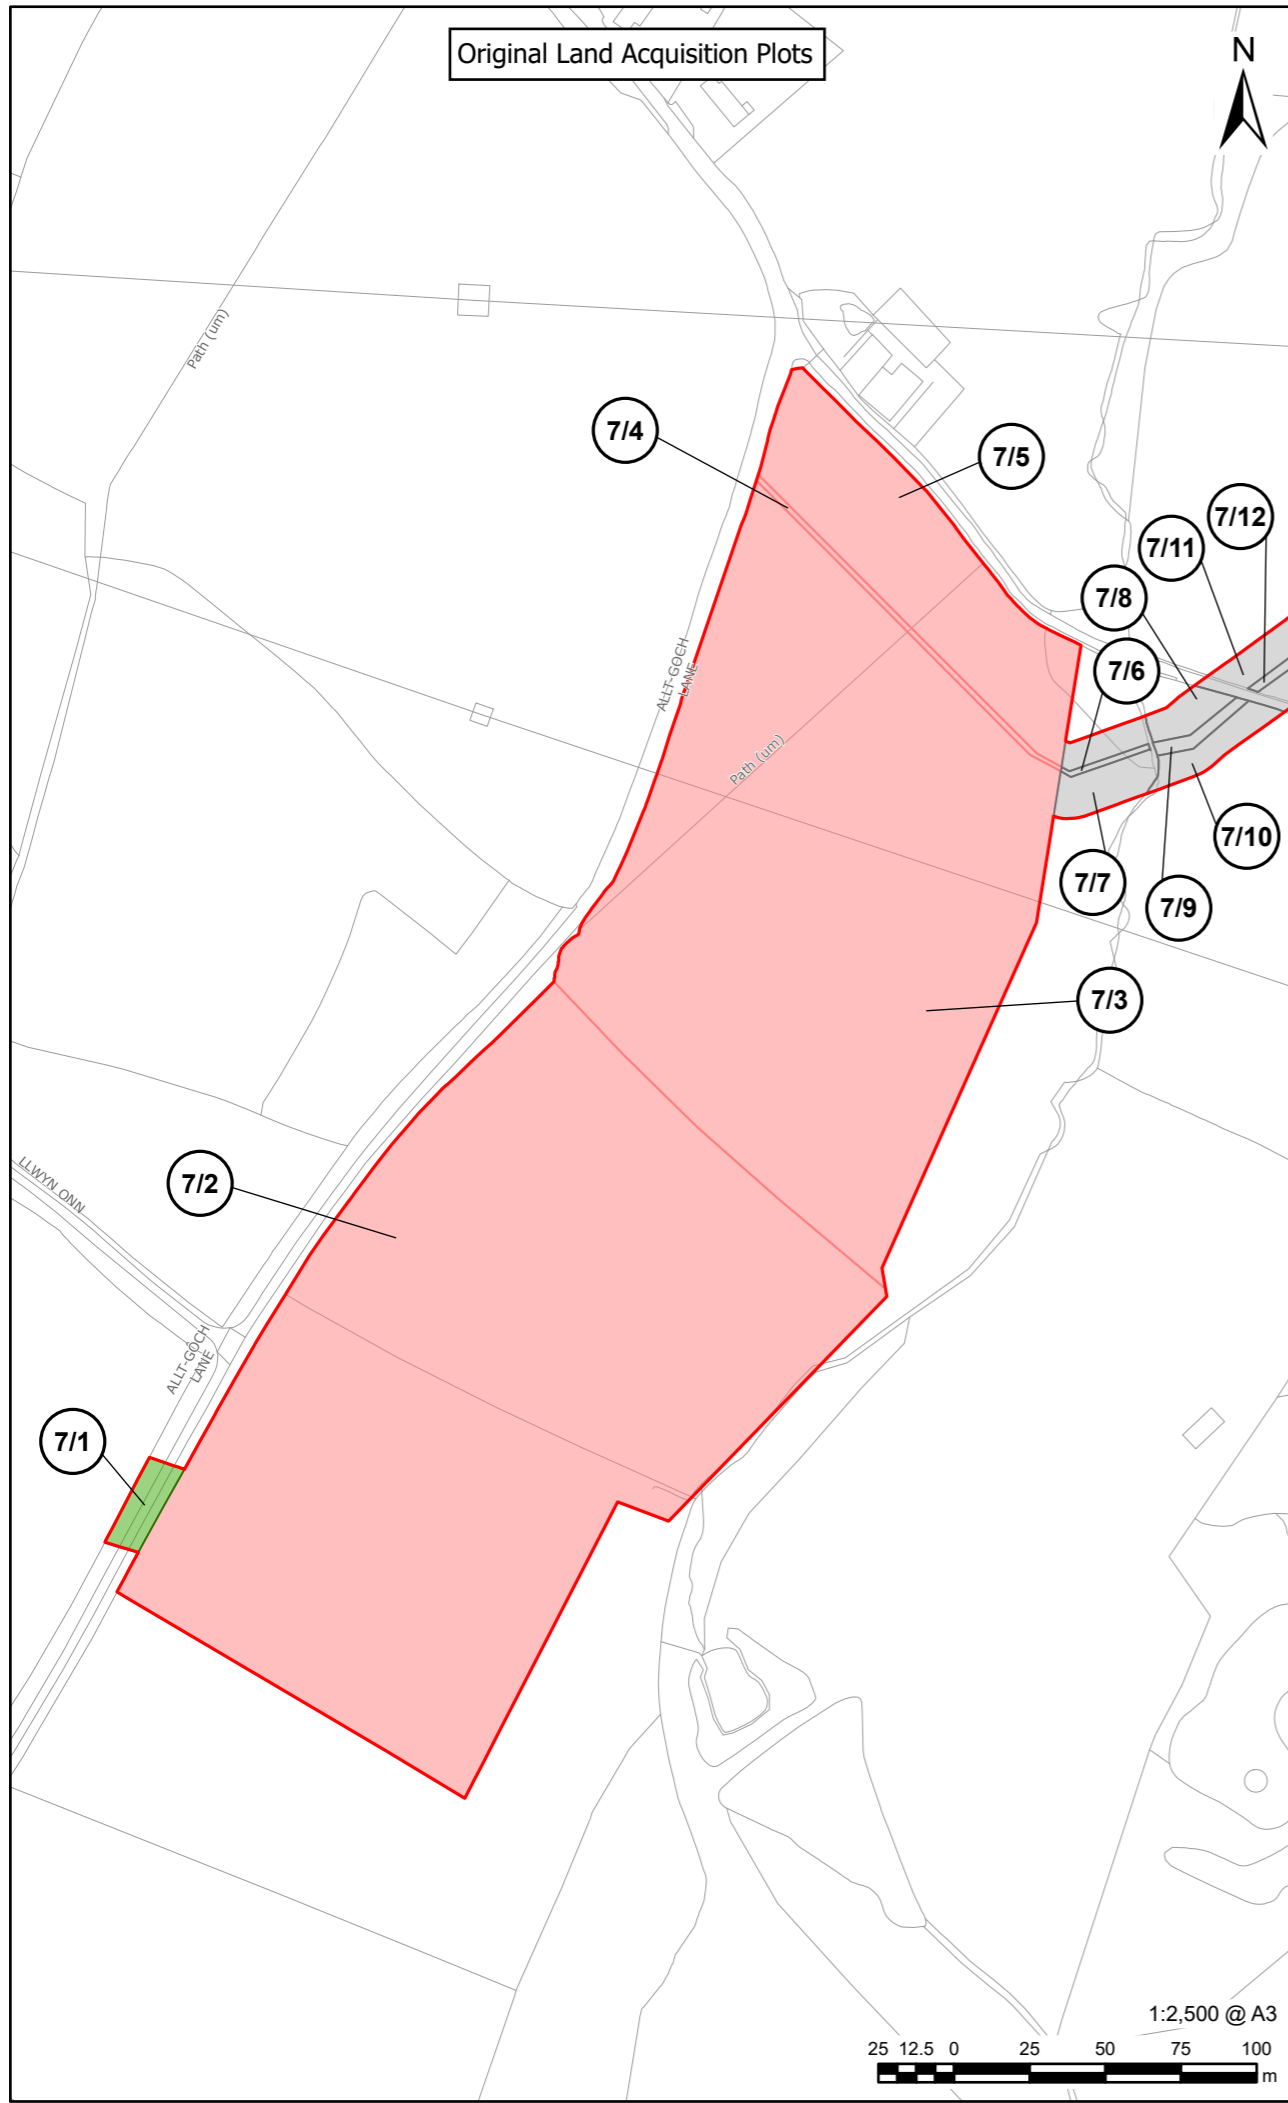 Original Land Acquisition Plots
N
Path (um)
7/4
7/5
7/12
7/11
7/8
7/6
ALLT-GOCH
LANE
Path (um)
7/10
7/7
7/9
7/3
7/2
LLWYN ONN
ALLT-GOCH
LANE
7/1
1:2,500 @ A3
25 12.5 0 25 50 75 100
m